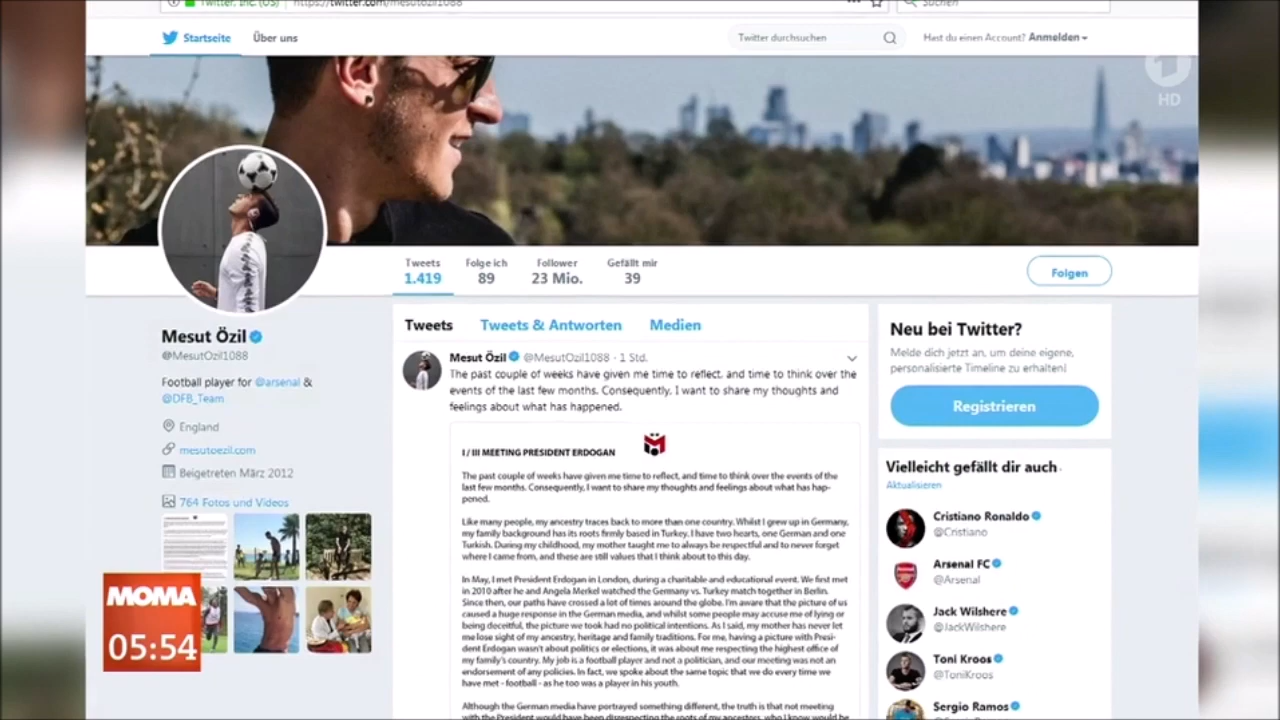 Twitter, Inc. (US)
https://twitter.com/mesutozil1088
Suchen
Startseite
Über uns
Twitter durchsuchen
Hast du einen Account? Anmelden
1
HD
Tweets
1.419
Folge ich
89
Follower
23 Mio.
Gefällt mir
39
Folgen
Mesut Özil
@MesutOzil1088
Football player for @arsenal &
@DFB_Team
England
mesutoezil.com
Beigetreten März 2012
764 Fotos und Videos
MOMA
05:54
Tweets
Tweets & Antworten
Medien
Mesut Özil @MesutOzil1088 · 1 Std.
The past couple of weeks have given me time to reflect, and time to think over the
events of the last few months. Consequently, I want to share my thoughts and
feelings about what has happened.
I / III MEETING PRESIDENT ERDOGAN
The past couple of weeks have given me time to reflect, and time to think over the events of the
last few months. Consequently, I want to share my thoughts and feelings about what has hap-
pened.
Like many people, my ancestry traces back to more than one country. Whilst I grew up in Germany,
my family background has its roots firmly based in Turkey. I have two hearts, one German and one
Turkish. During my childhood, my mother taught me to always be respectful and to never forget
where I came from, and these are still values that I think about to this day.
In May, I met President Erdogan in London, during a charitable and educational event. We first met
in 2010 after he and Angela Merkel watched the Germany vs. Turkey match together in Berlin.
Since then, our paths have crossed a lot of times around the globe. I'm aware that the picture of us
caused a huge response in the German media, and whilst some people may accuse me of lying or
being deceitful, the picture we took had no political intentions. As I said, my mother has never let
me lose sight of my ancestry, heritage and family traditions. For me, having a picture with Presi-
dent Erdogan wasn't about politics or elections, it was about me respecting the highest office of
my family's country. My job is a football player and not a politician, and our meeting was not an
endorsement of any policies. In fact, we spoke about the same topic that we do every time we
have met - football - as he too was a player in his youth.
Although the German media have portrayed something different, the truth is that not meeting
with the President would have been disrespecting the roots of my ancestors, who I know would be
Neu bei Twitter?
Melde dich jetzt an, um deine eigene,
personalisierte Timeline zu erhalten!
Registrieren
Vielleicht gefällt dir auch
Aktualisieren
Cristiano Ronaldo
@Cristiano
Arsenal FC
@Arsenal
Jack Wilshere
@JackWilshere
Toni Kroos
@ToniKroos
Sergio Ramos